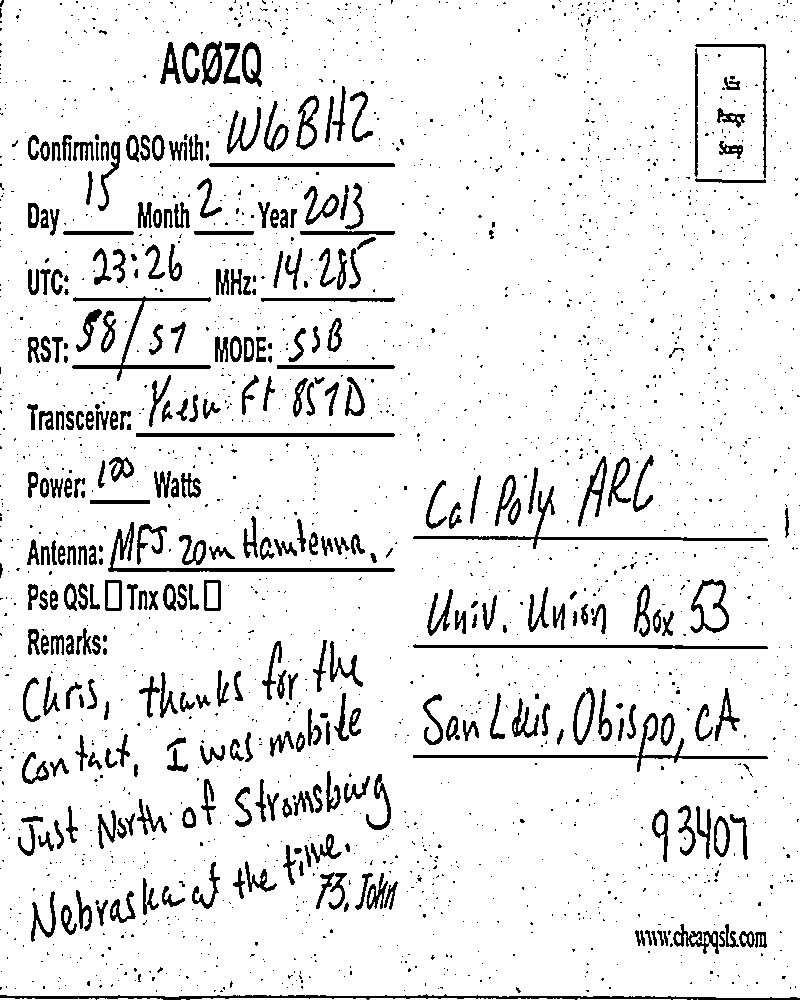 ACØZQ
Confirming QSO with: W6BHZ
Day 15 Month 2 Year 2013
UTC: 23:26 MHz: 14.285
RST: 58/57 MODE: SSB
Transceiver: Yaesu Ft 857D
Power: 100 Watts
Antenna: MFJ 20m Hamtenna
Pse QSL Tnx QSL
Remarks:
Chris, thanks for the
contact, I was mobile
Just North of Stromsburg
Nebraska at the time.
73, John
Place
Stamp
Cal Poly ARC
Univ. Union Box 53
San Luis, Obispo, CA
93407
www.cheapqsls.com